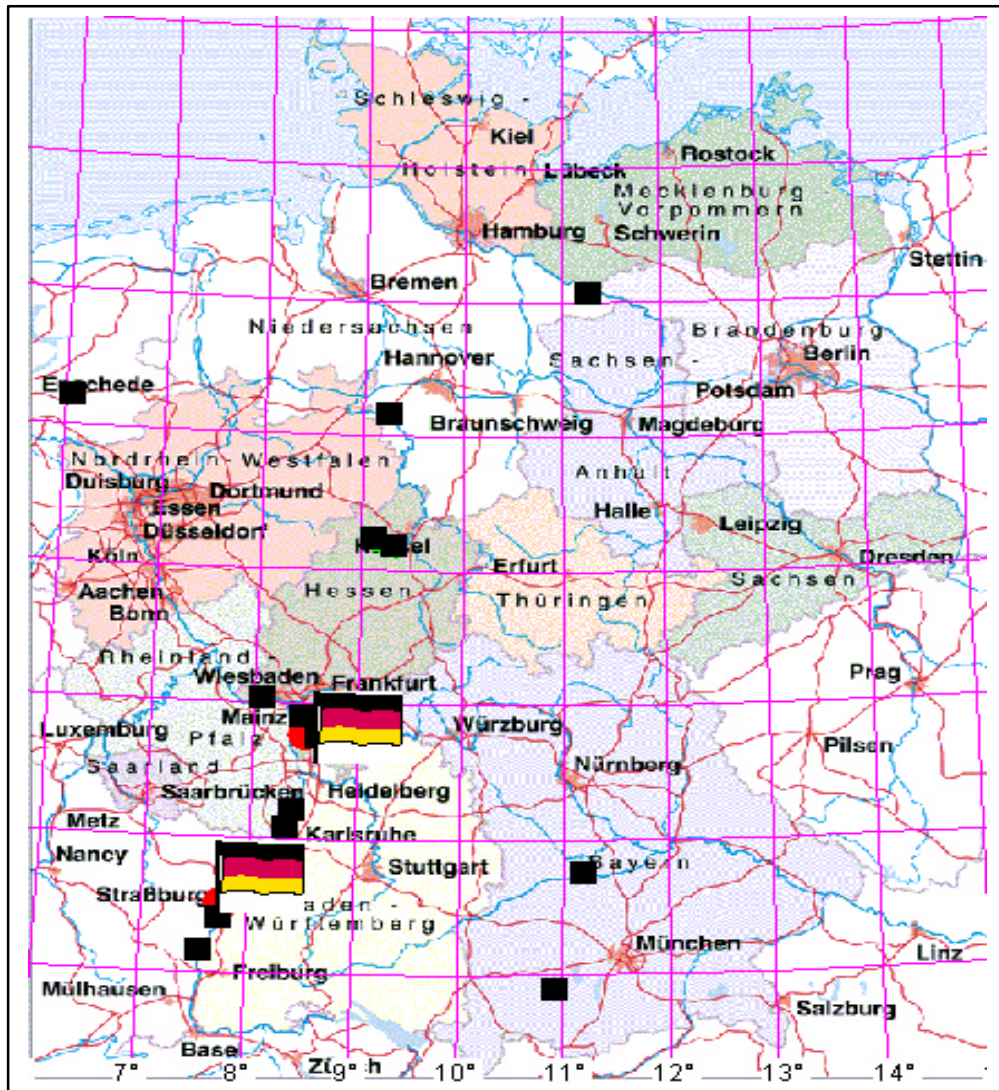 Schleswig -
Kiel
Holstein
Lübeck
Rostock
Mecklenburg -
Vorpommern
Hamburg
Schwerin
Stettin
Bremen
Niedersachsen
Brandenburg
Hannover
Sachsen -
Berlin
Potsdam
Braunschweig
Magdeburg
Nordrhein-Westfalen
Anhult
Duisburg
Dortmund
Essen
Halle
Leipzig
Düsseldorf
Köln
Dresden
Erfurt
Sachsen
Aachen
Hessen
Thüringen
Bonn
Rheinland -
Wiesbaden
Frankfurt
Prag
Mainz
Luxemburg
Pfalz
Würzburg
Pilsen
Saarland
Nürnberg
Saarbrücken
Heidelberg
Metz
Karlsruhe
Nancy
Stuttgart
Bayern
Straßburg
aden -
Württemberg
München
Linz
Freiburg
Mülhausen
Salzburg
Base
7° 8° 9° 10° 11° 12° 13° 14°